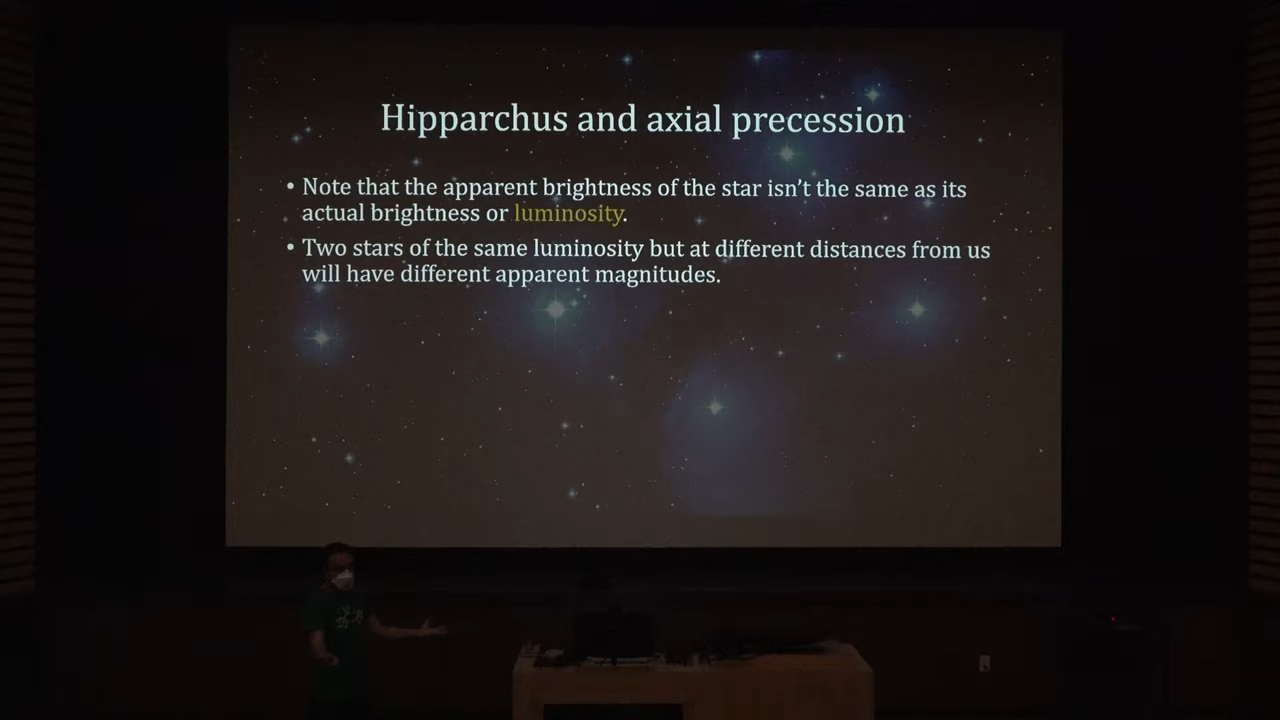 Hipparchus and axial precession
• Note that the apparent brightness of the star isn’t the same as its
actual brightness or luminosity.
• Two stars of the same luminosity but at different distances from us
will have different apparent magnitudes.